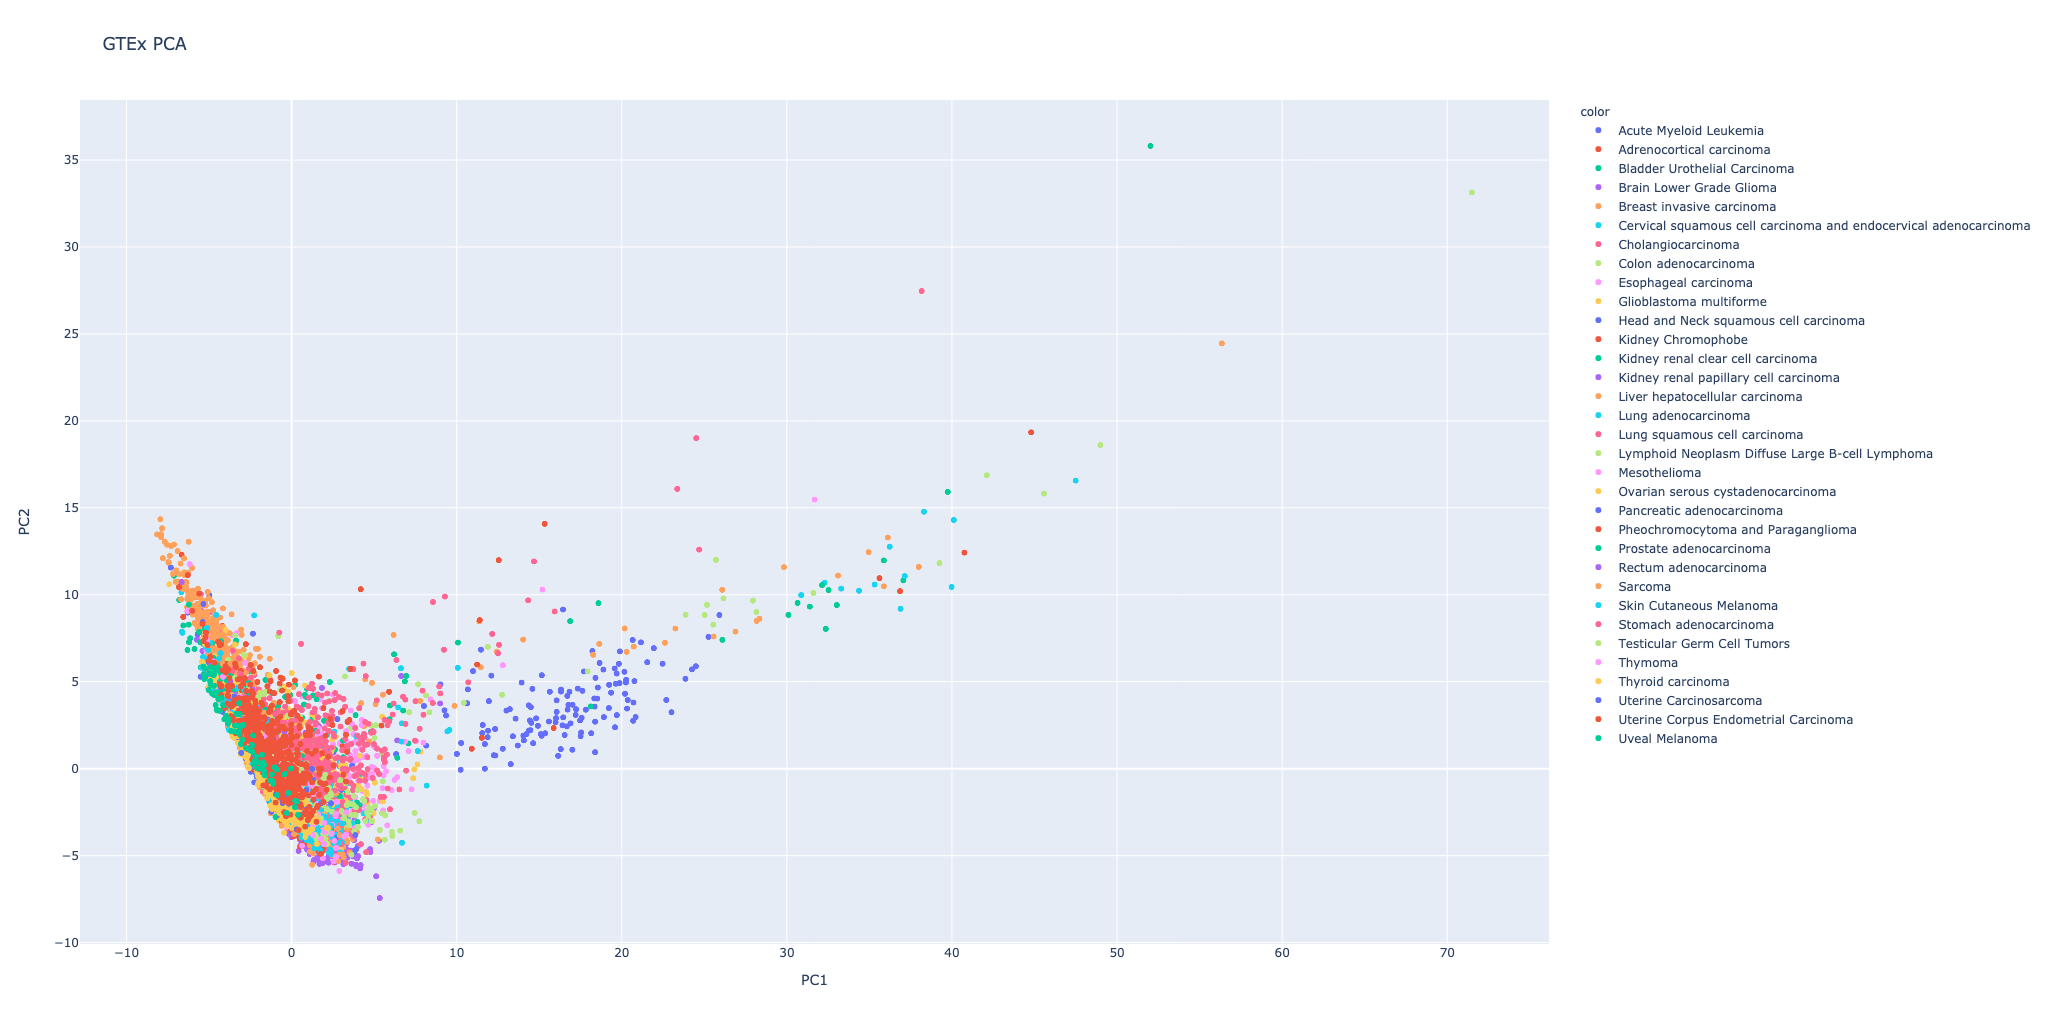 GTEx PCA
color
Acute Myeloid Leukemia
Adrenocortical carcinoma
Bladder Urothelial Carcinoma
Brain Lower Grade Glioma
Breast invasive carcinoma
Cervical squamous cell carcinoma and endocervical adenocarcinoma
Cholangiocarcinoma
Colon adenocarcinoma
Esophageal carcinoma
Glioblastoma multiforme
Head and Neck squamous cell carcinoma
Kidney Chromophobe
Kidney renal clear cell carcinoma
Kidney renal papillary cell carcinoma
Liver hepatocellular carcinoma
Lung adenocarcinoma
Lung squamous cell carcinoma
Lymphoid Neoplasm Diffuse Large B-cell Lymphoma
Mesothelioma
Ovarian serous cystadenocarcinoma
Pancreatic adenocarcinoma
Pheochromocytoma and Paraganglioma
Prostate adenocarcinoma
Rectum adenocarcinoma
Sarcoma
Skin Cutaneous Melanoma
Stomach adenocarcinoma
Testicular Germ Cell Tumors
Thymoma
Thyroid carcinoma
Uterine Carcinosarcoma
Uterine Corpus Endometrial Carcinoma
Uveal Melanoma
35
30
25
20
15
10
5
0
−5
−10
PC2
−10 0 10 20 30 40 50 60 70
PC1